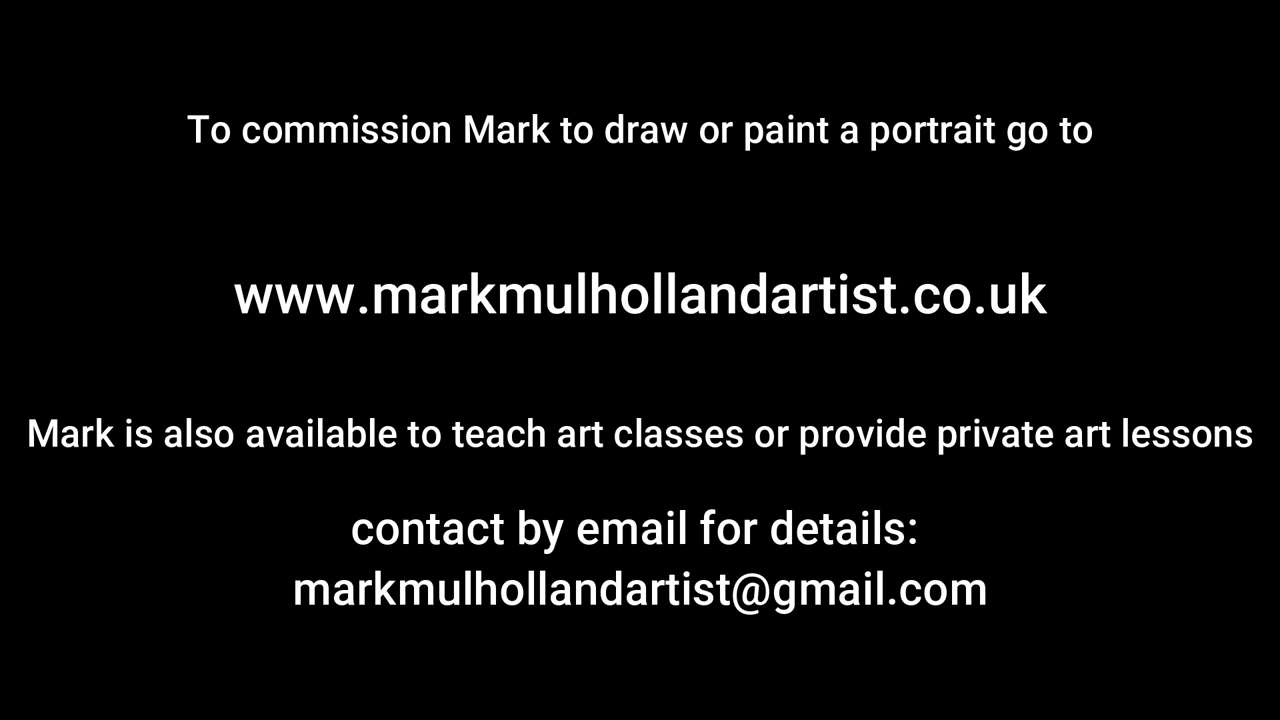 To commission Mark to draw or paint a portrait go to
www.markmulhollandartist.co.uk
Mark is also available to teach art classes or provide private art lessons
contact by email for details:
markmulhollandartist@gmail.com